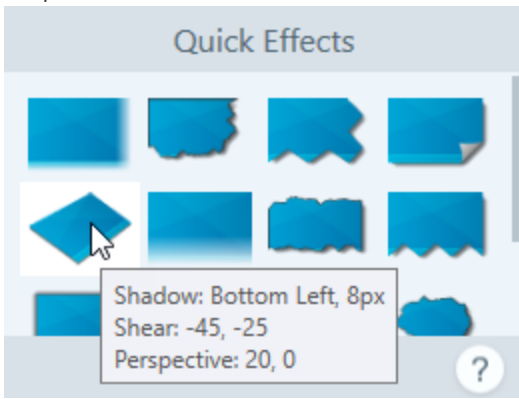 Quick Effects
Shadow: Bottom Left, 8px
Shear: -45, -25
Perspective: 20, 0
?